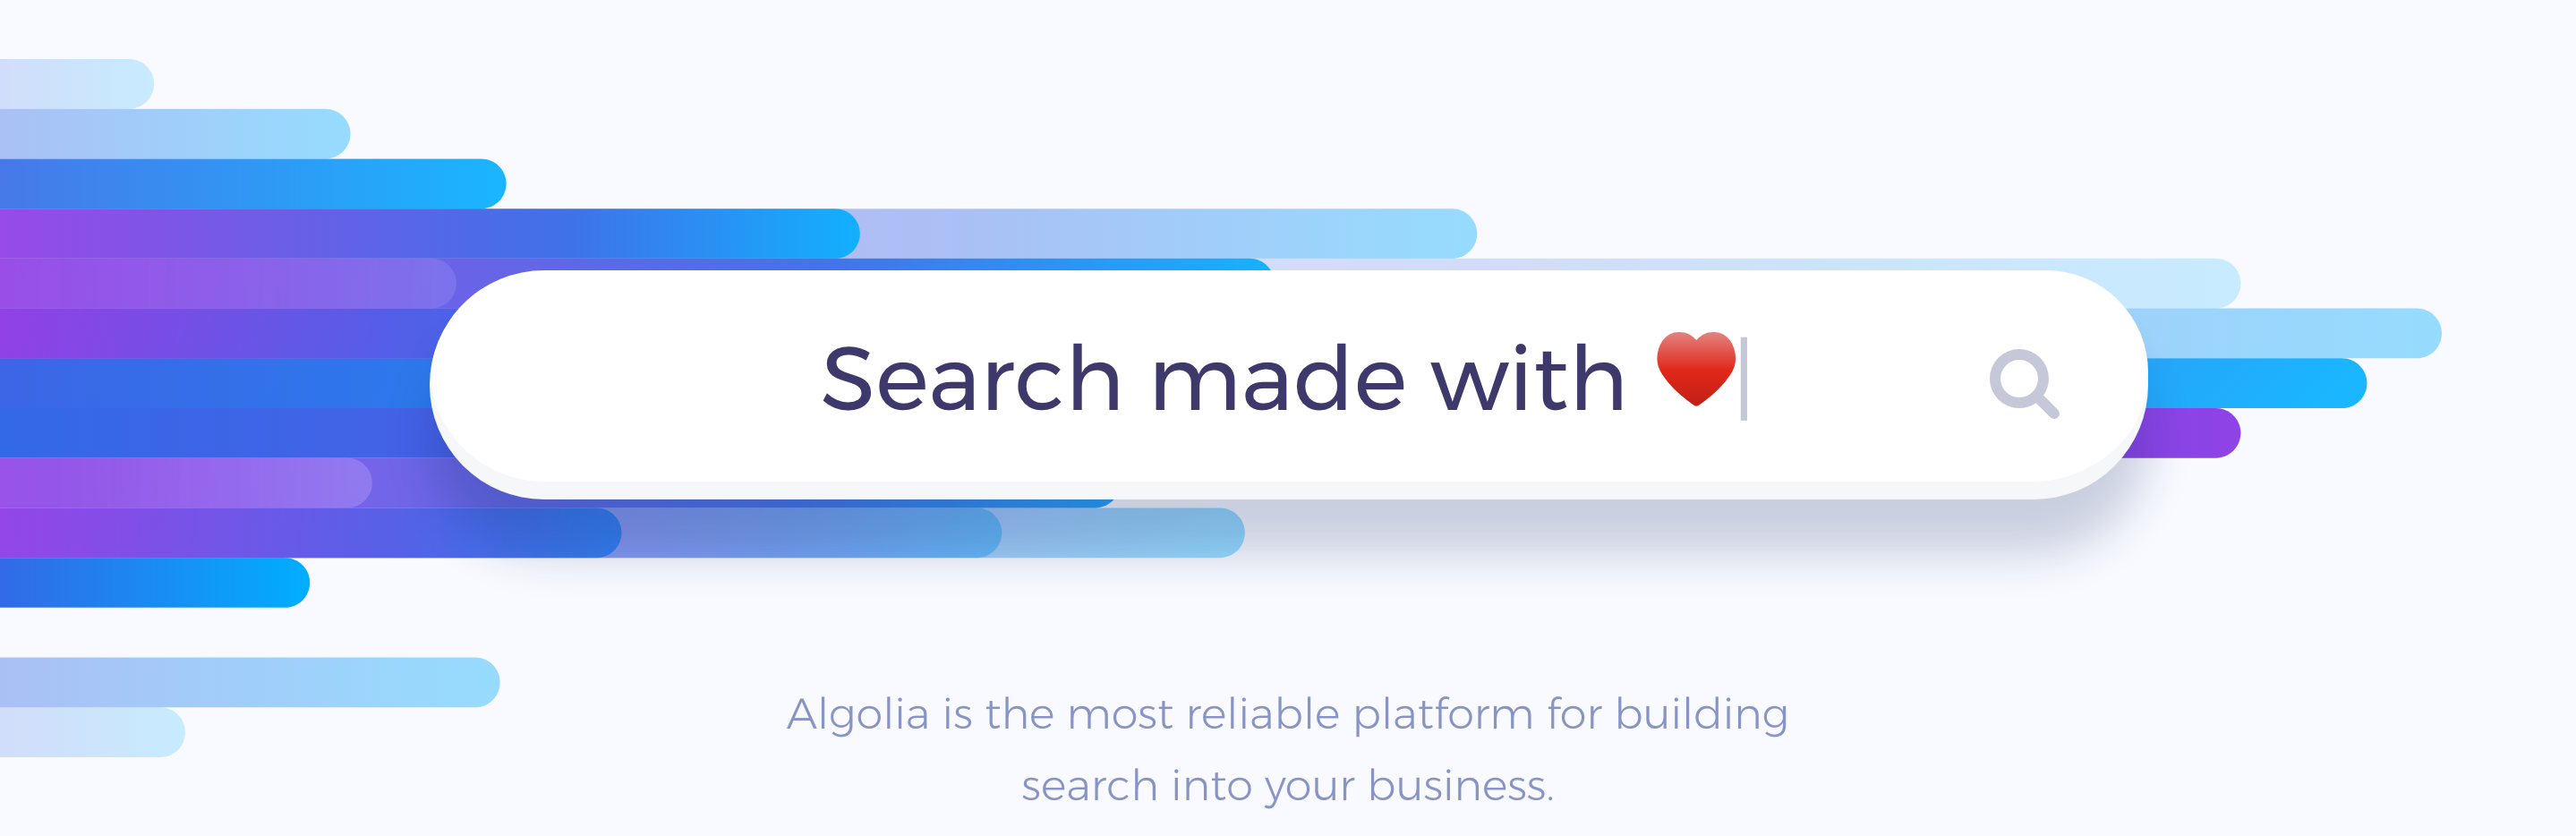 Search made with ❤️
Algolia is the most reliable platform for building
search into your business.